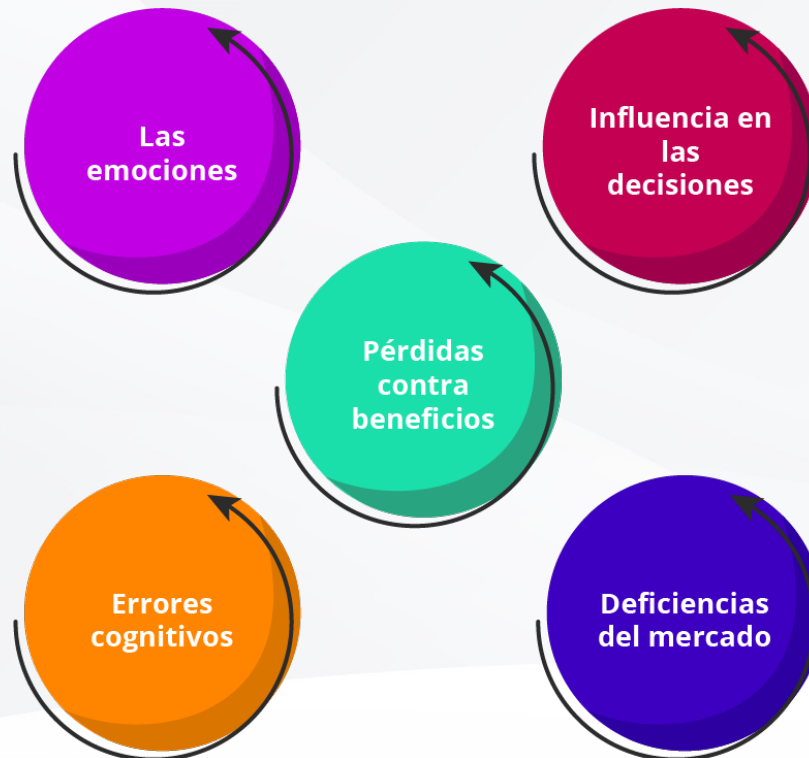 Las
emociones
Influencia en
las
decisiones
Pérdidas
contra
beneficios
Errores
cognitivos
Deficiencias
del mercado